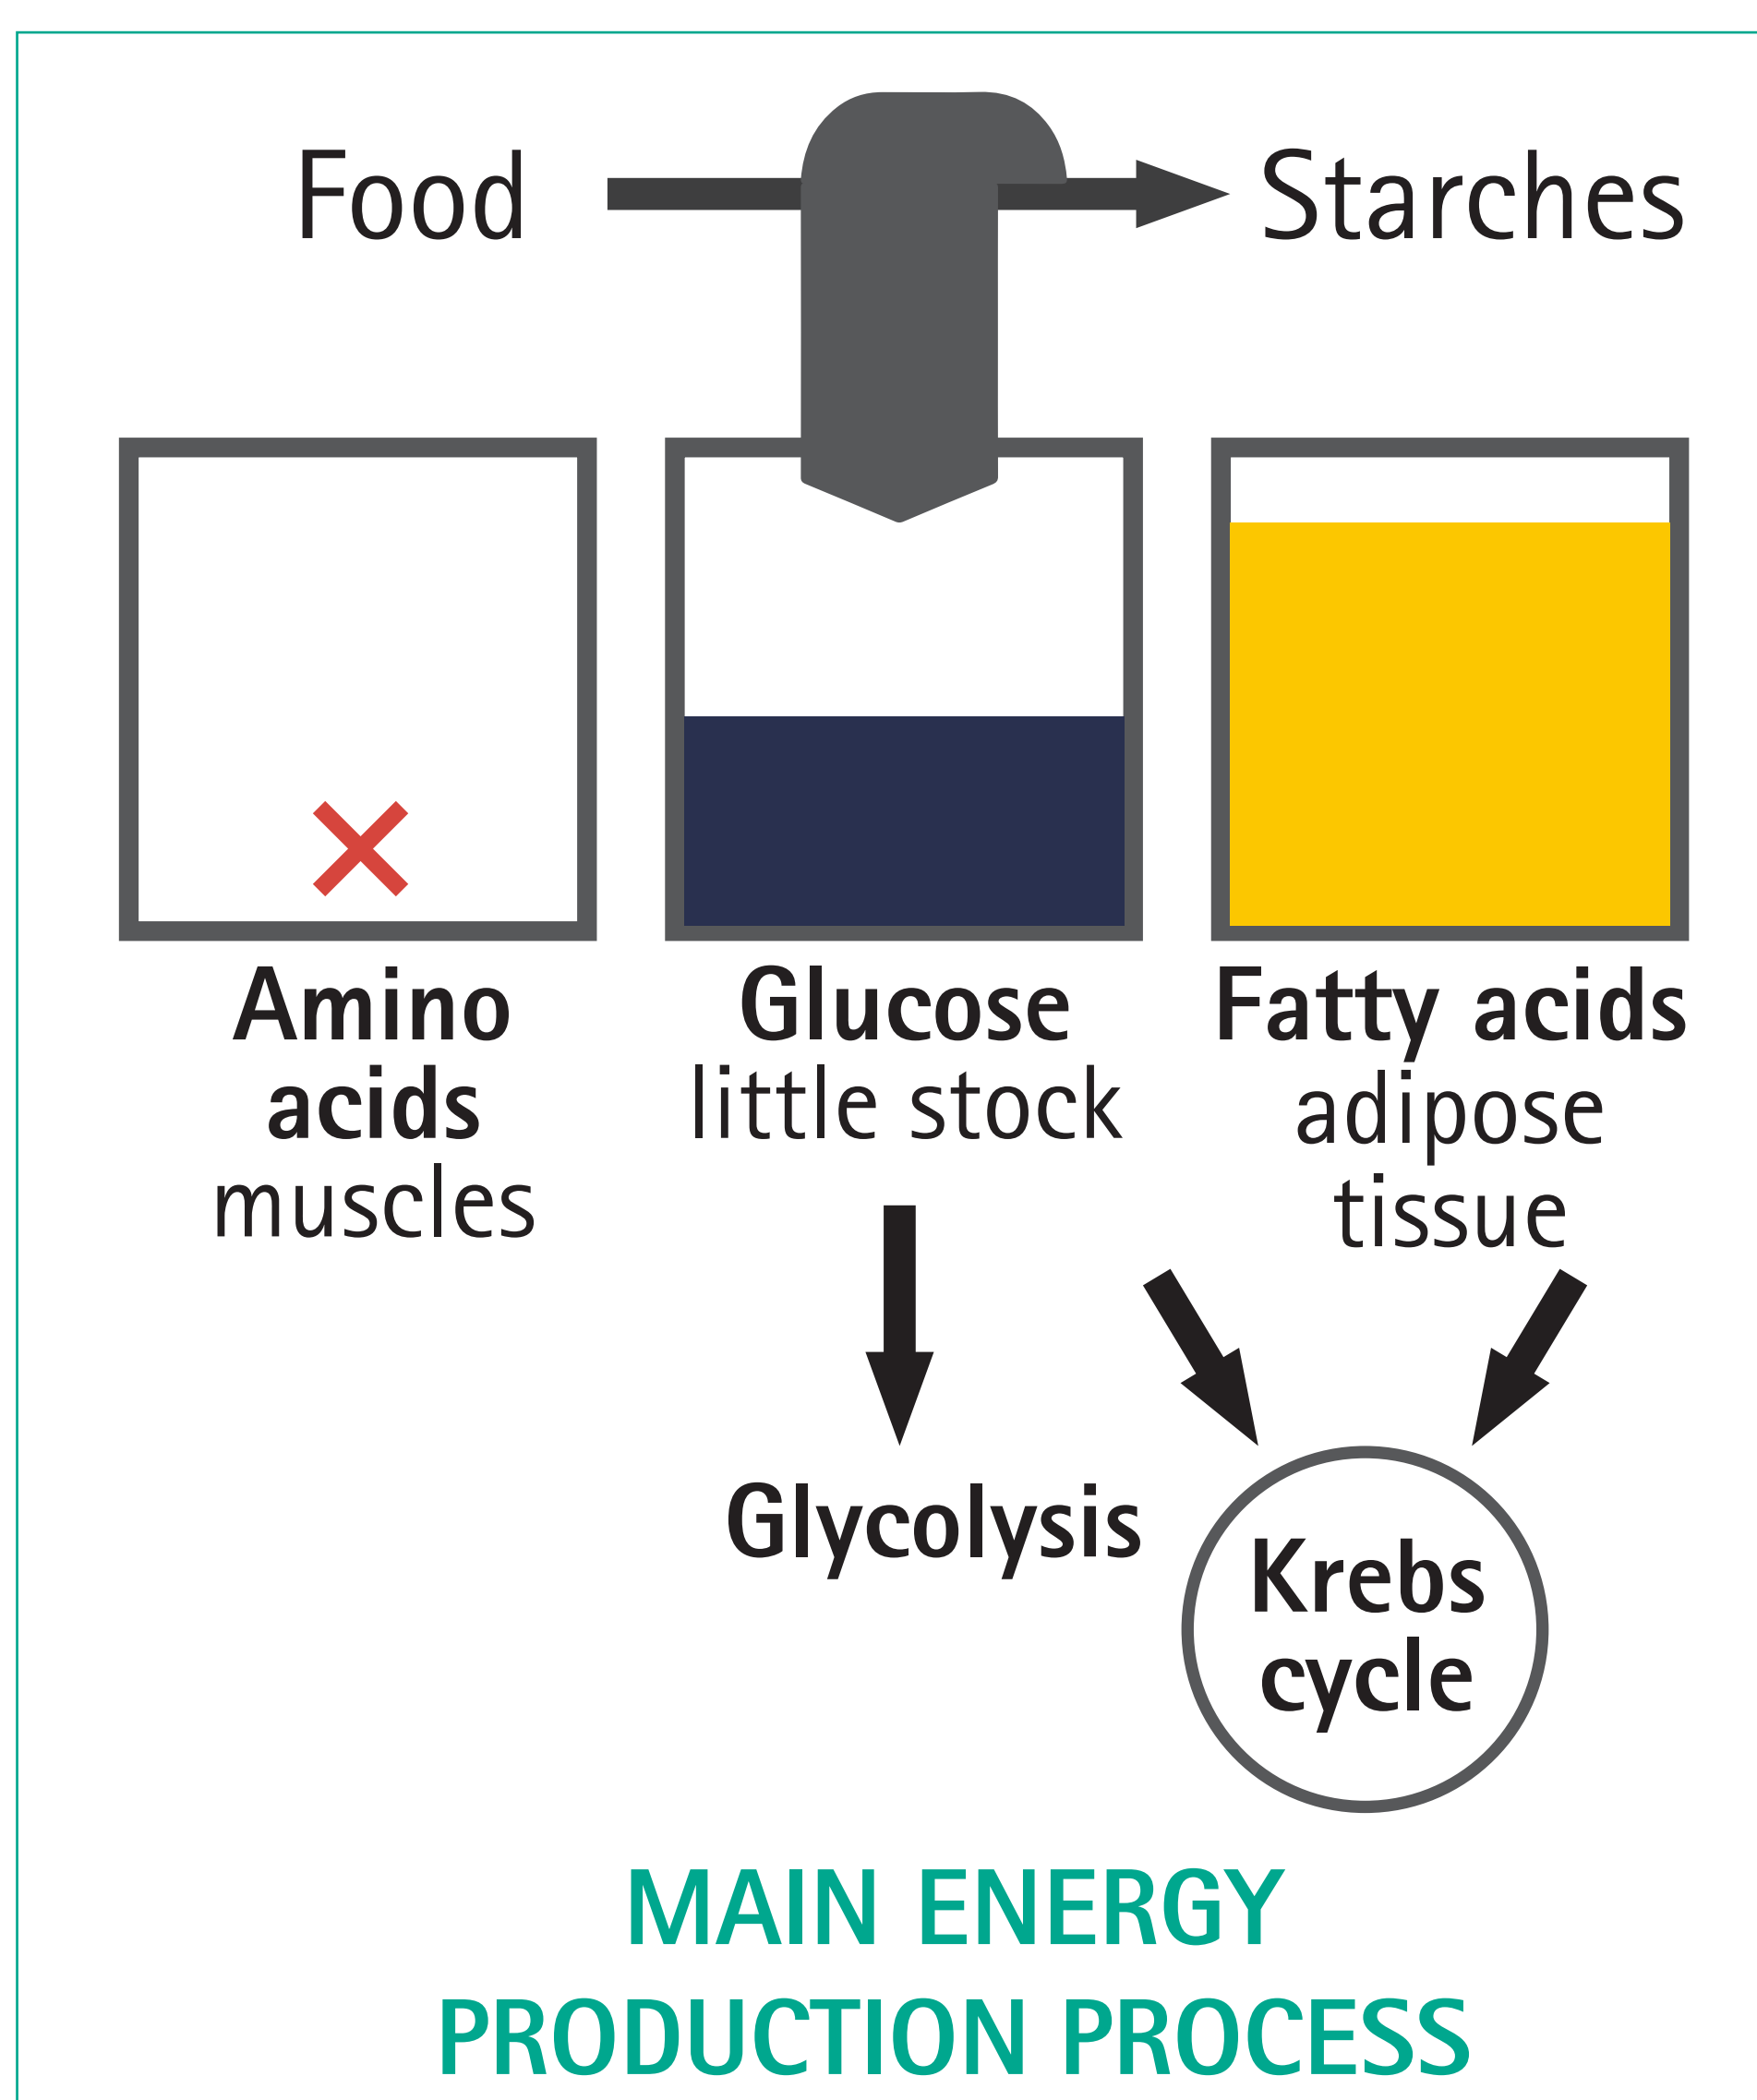 Food
Starches
Amino
acids
muscles
Glucose
little stock
Fatty acids
adipose
tissue
Glycolysis
Krebs
cycle
MAIN ENERGY
PRODUCTION PROCESS